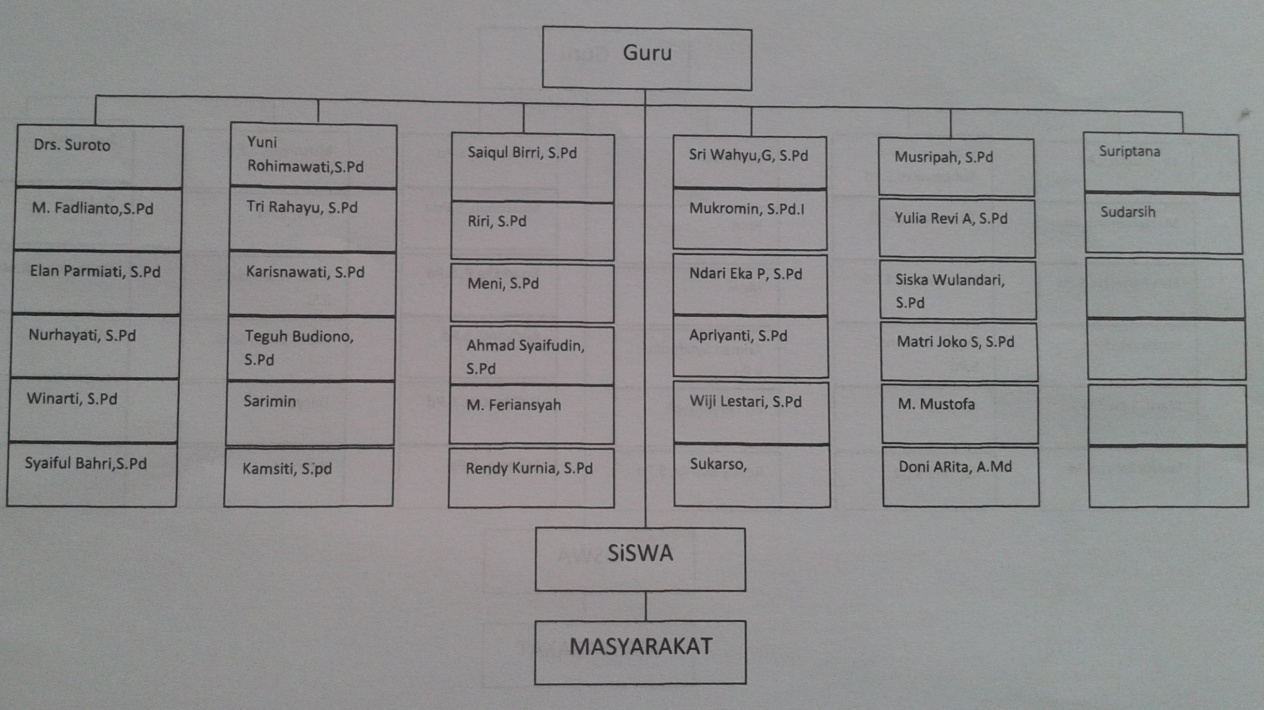 Guru
Drs. Suroto
M. Fadlianto,S.Pd
Elan Parmiati, S.Pd
Nurhayati, S.Pd
Winarti, S.Pd
Syaiful Bahri,S.Pd
Yuni
Rohimawati,S.Pd
Tri Rahayu, S.Pd
Karisnawati, S.Pd
Teguh Budiono,
S.Pd
Sarimin
Kamsiti, S.pd
Saiqul Birri, S.Pd
Riri, S.Pd
Meni, S.Pd
Ahmad Syaifudin,
S.Pd
M. Feriansyah
Rendy Kurnia, S.Pd
Sri Wahyu,G, S.Pd
Mukromin, S.Pd.I
Ndari Eka P, S.Pd
Apriyanti, S.Pd
Wiji Lestari, S.Pd
Sukarso,
Musripah, S.Pd
Yulia Revi A, S.Pd
Siska Wulandari,
S.Pd
Matri Joko S, S.Pd
M. Mustofa
Doni ARita, A.Md
Suriptana
Sudarsih
SiSWA
MASYARAKAT